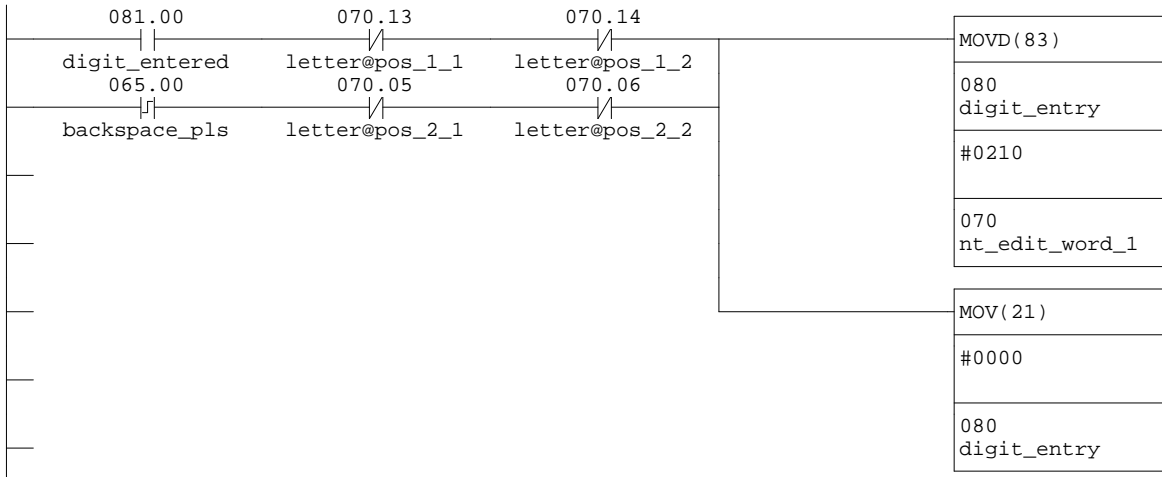 081.00 070.13 070.14
digit_entered letter@pos_1_1 letter@pos_1_2
065.00 070.05 070.06
backspace_pls letter@pos_2_1 letter@pos_2_2
MOVD(83)
080
digit_entry
#0210
070
nt_edit_word_1
MOV(21)
#0000
080
digit_entry